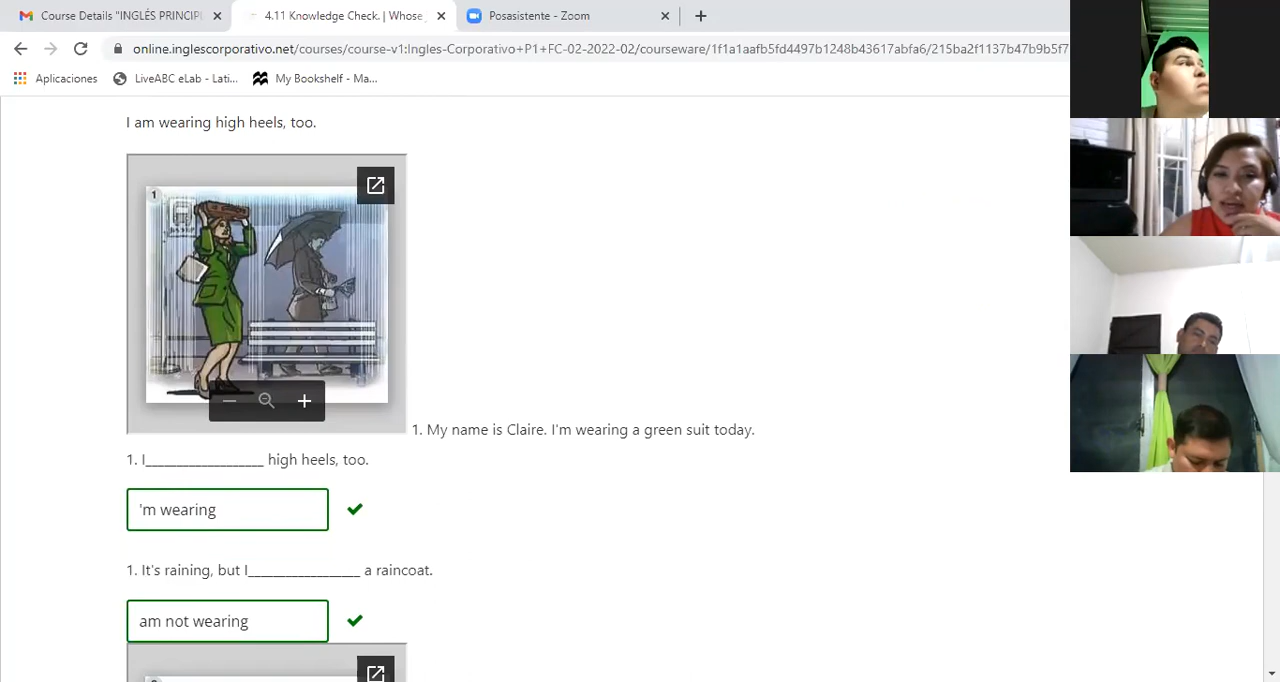 Course Details "INGLÉS PRINCIPI
4.11 Knowledge Check. | Whose
Posasistente - Zoom
online.inglescorporativo.net/courses/course-v1:Ingles-Corporativo+P1+FC-02-2022-02/courseware/1f1a1aafb5fd4497b1248b43617abfa6/215ba2f1137b47b9b5f7
Aplicaciones
LiveABC eLab - Lati...
My Bookshelf - Ma...
I am wearing high heels, too.
1
1. My name is Claire. I'm wearing a green suit today.
1. I__________________ high heels, too.
'm wearing
1. It's raining, but I_________________ a raincoat.
am not wearing